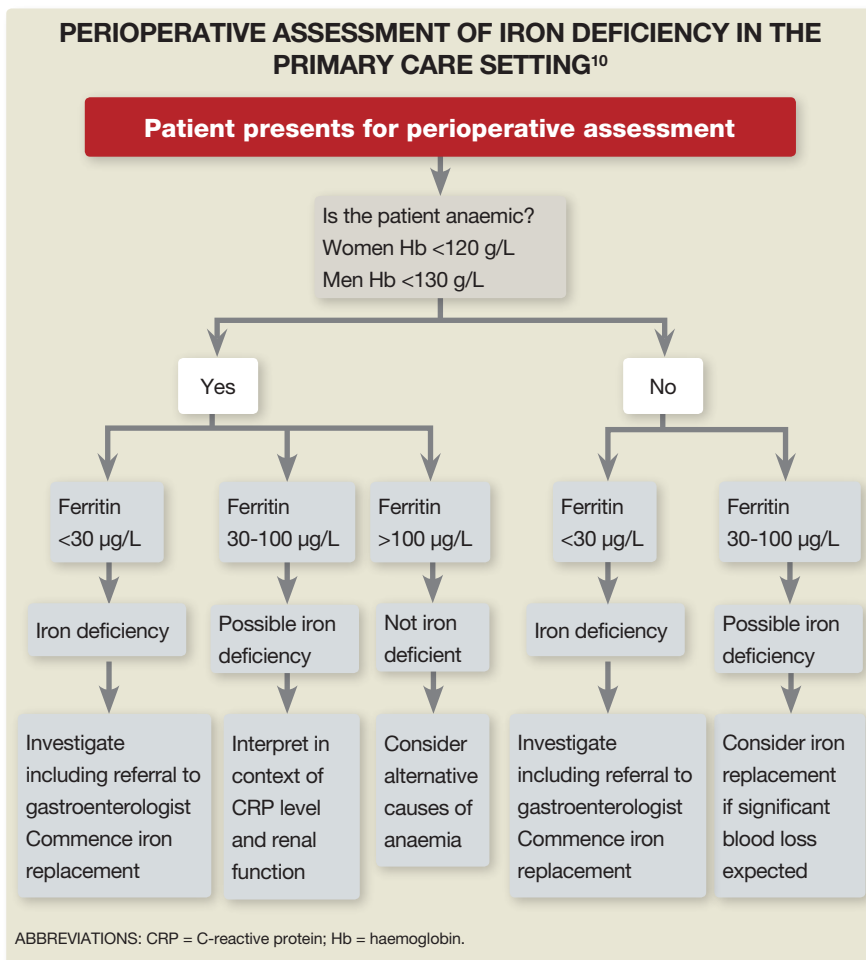 PERIOPERATIVE ASSESSMENT OF IRON DEFICIENCY IN THE
PRIMARY CARE SETTING¹⁰
Patient presents for perioperative assessment
Is the patient anaemic?
Women Hb <120 g/L
Men Hb <130 g/L
Yes
No
Ferritin
<30 µg/L
Ferritin
30-100 µg/L
Ferritin
>100 µg/L
Ferritin
<30 µg/L
Ferritin
30-100 µg/L
Iron deficiency
Possible iron
deficiency
Not iron
deficient
Iron deficiency
Possible iron
deficiency
Investigate
including referral to
gastroenterologist
Commence iron
replacement
Interpret in
context of
CRP level
and renal
function
Consider
alternative
causes of
anaemia
Investigate
including referral to
gastroenterologist
Commence iron
replacement
Consider iron
replacement
if significant
blood loss
expected
ABBREVIATIONS: CRP = C-reactive protein; Hb = haemoglobin.